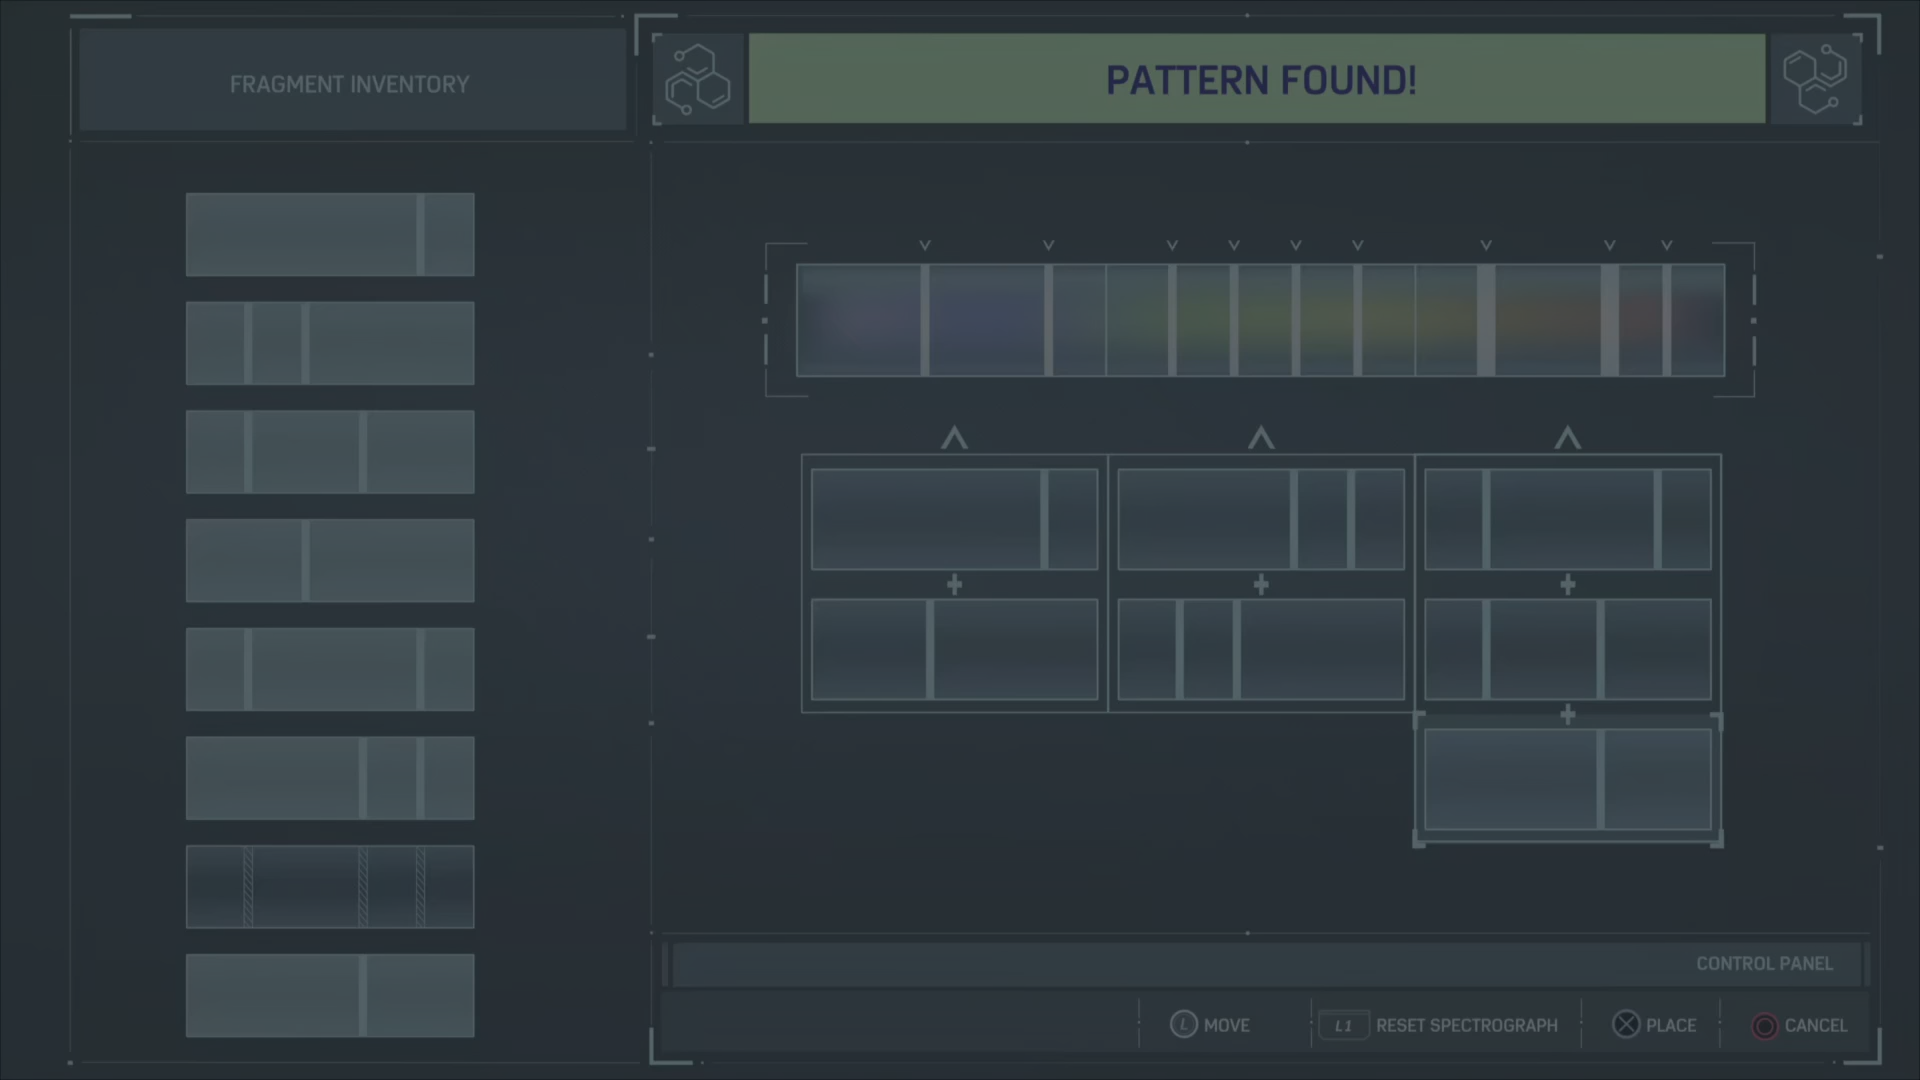 FRAGMENT INVENTORY
PATTERN FOUND!
CONTROL PANEL
L MOVE
L1 RESET SPECTROGRAPH
PLACE
CANCEL